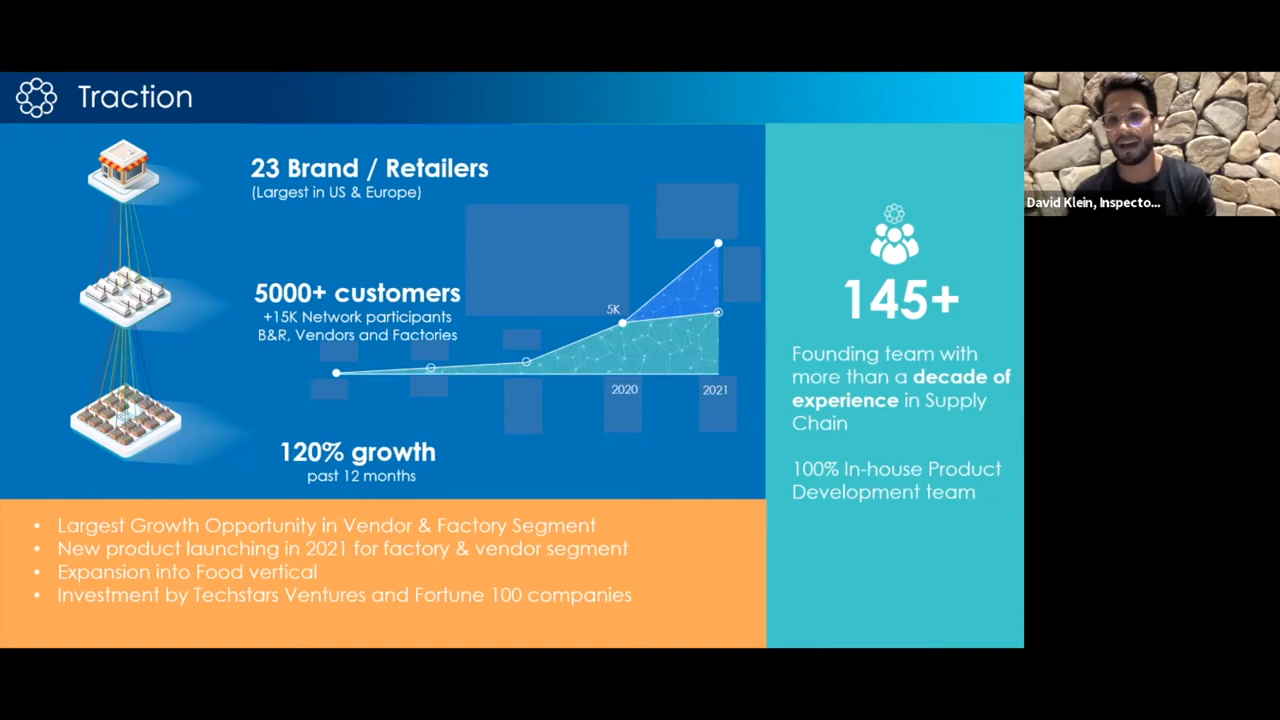 Traction
23 Brand / Retailers
(Largest in US & Europe)
5000+ customers
+15K Network participants
B&R, Vendors and Factories
5K
2020
2021
120% growth
past 12 months
• Largest Growth Opportunity in Vendor & Factory Segment
• New product launching in 2021 for factory & vendor segment
• Expansion into Food vertical
• Investment by Techstars Ventures and Fortune 100 companies
145+
Founding team with
more than a decade of
experience in Supply
Chain
100% In-house Product
Development team
David Klein, Inspecto...